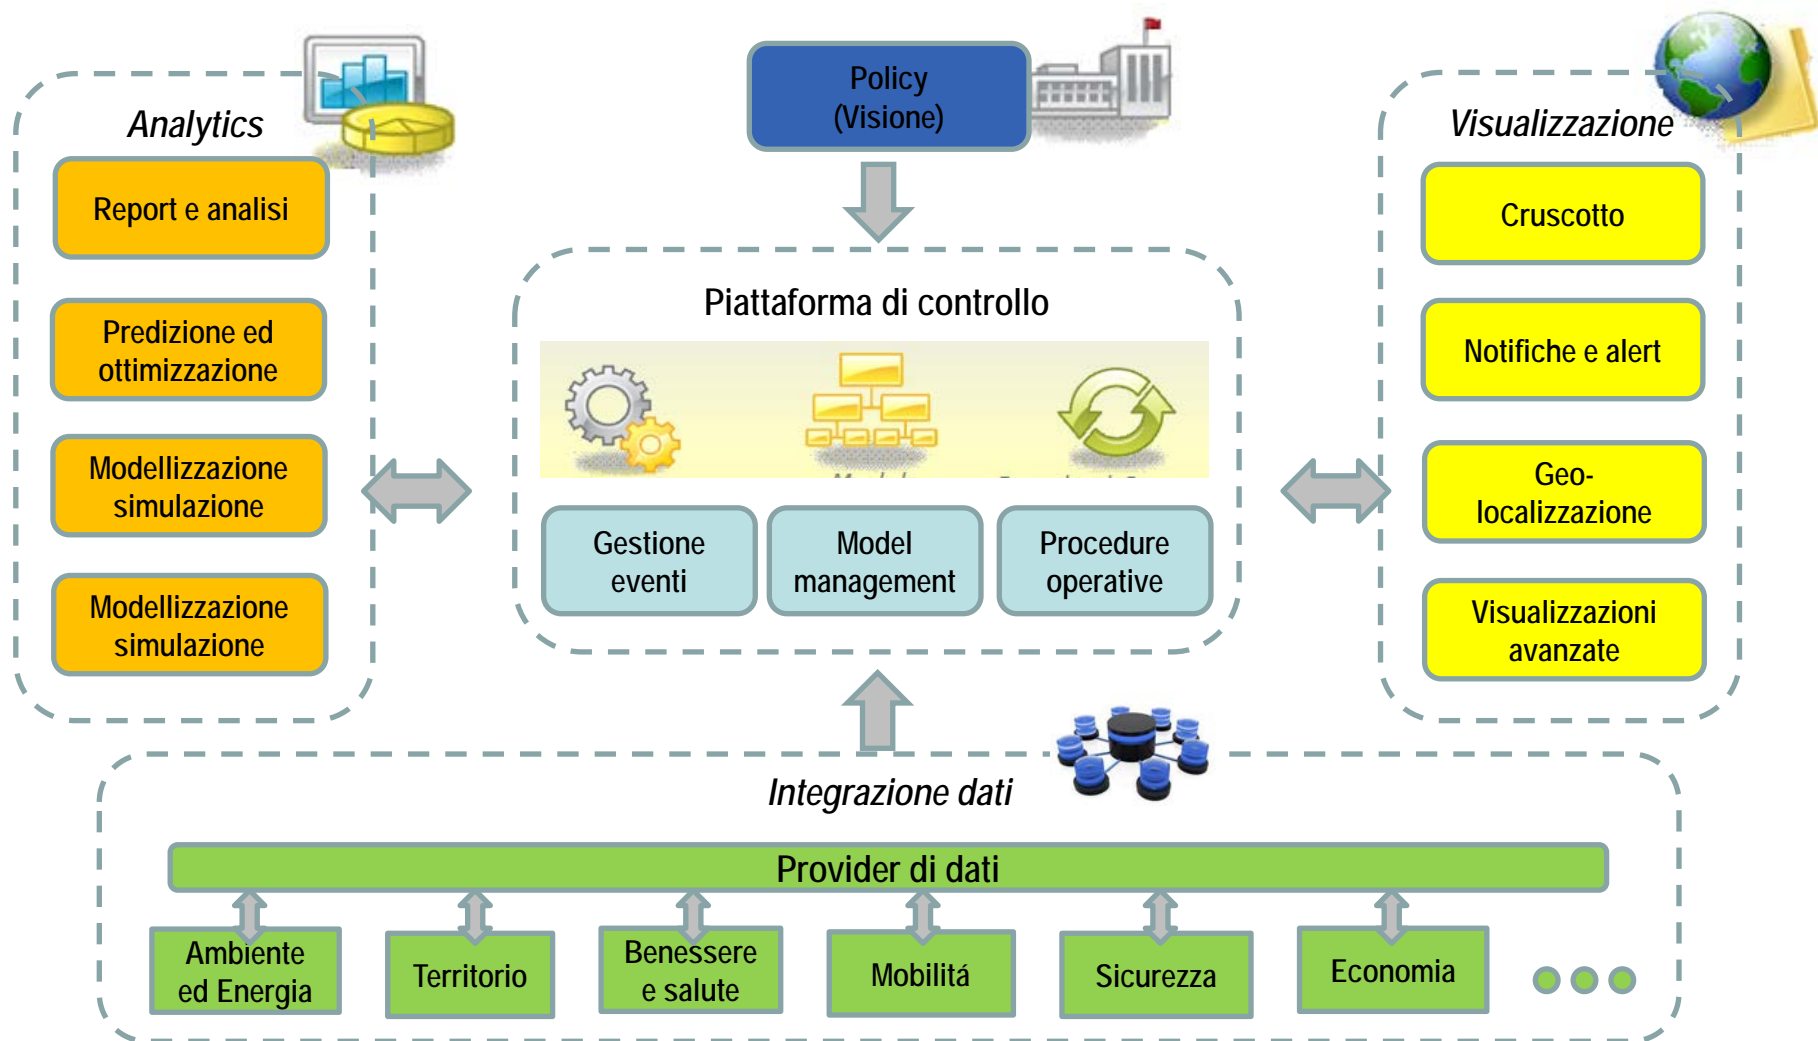 Analytics
Report e analisi
Predizione ed
ottimizzazione
Modellizzazione
simulazione
Modellizzazione
simulazione
Policy
(Visione)
Piattaforma di controllo
Gestione
eventi
Model
management
Procedure
operative
Visualizzazione
Cruscotto
Notifiche e alert
Geo-
localizzazione
Visualizzazioni
avanzate
Integrazione dati
Provider di dati
Ambiente
ed Energia
Territorio
Benessere
e salute
Mobilitá
Sicurezza
Economia